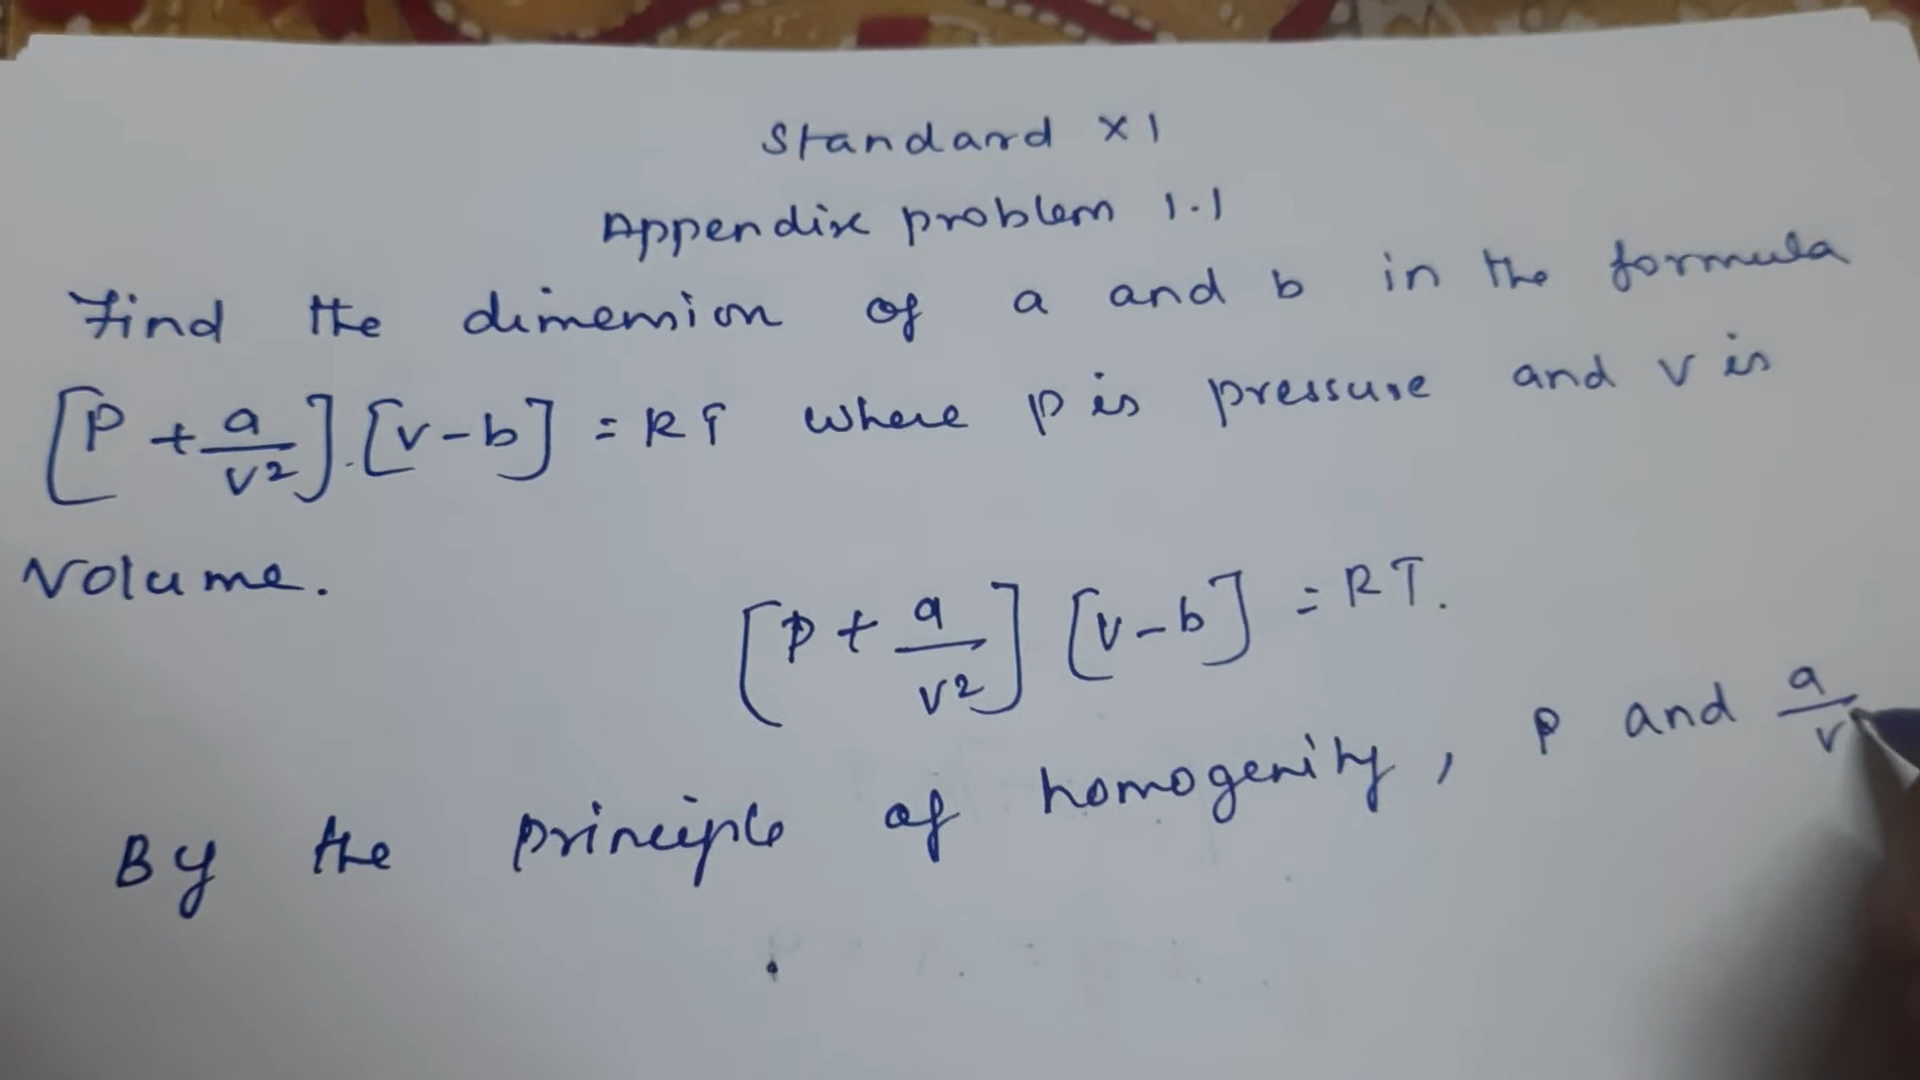 Standard XI
Appendix problem 1.1
Find the dimension of a and b in the formula
[P + a/v²].[v-b] = RT where p is pressure and v is
Volume.
[P + a/v²] [v-b] = RT.
By the principle of homogenity, P and a/v